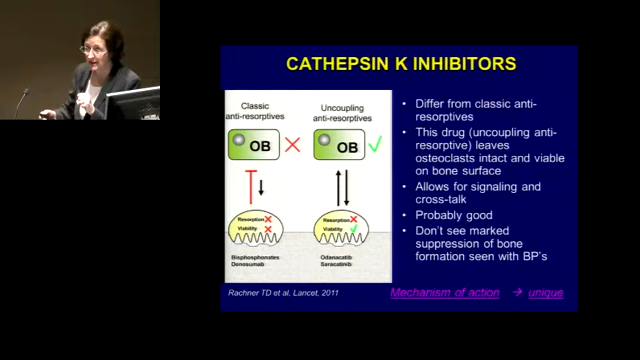 CATHEPSIN K INHIBITORS
Classic
anti-resorptives
Uncoupling
anti-resorptives
OB
OB
Resorption
Viability
Resorption
Viability
Bisphosphonates
Denosumab
Odanacatib
Saracatinib
• Differ from classic anti-
resorptives
• This drug (uncoupling anti-
resorptive) leaves
osteoclasts intact and viable
on bone surface
• Allows for signaling and
cross-talk
• Probably good
• Don't see marked
suppression of bone
formation seen with BP's
Rachner TD et al, Lancet, 2011
Mechanism of action → unique